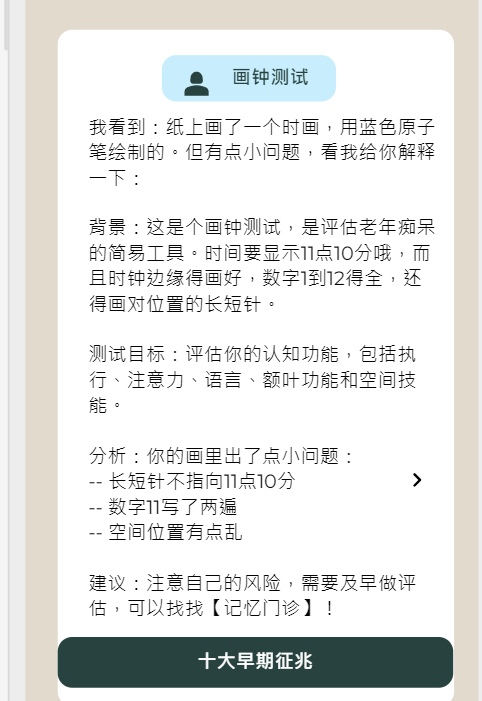 画钟测试
我看到：纸上画了一个时画，用蓝色原子
笔绘制的。但有点小问题，看我给你解释
一下：
背景：这是个画钟测试，是评估老年痴呆
的简易工具。时间要显示11点10分哦，而
且时钟边缘得画好，数字1到12得全，还
得画对位置的长短针。
测试目标：评估你的认知功能，包括执
行、注意力、语言、额叶功能和空间技
能。
分析：你的画里出了点小问题：
-- 长短针不指向11点10分
-- 数字11写了两遍
-- 空间位置有点乱
建议：注意自己的风险，需要及早做评
估，可以找找【记忆门诊】！
十大早期征兆